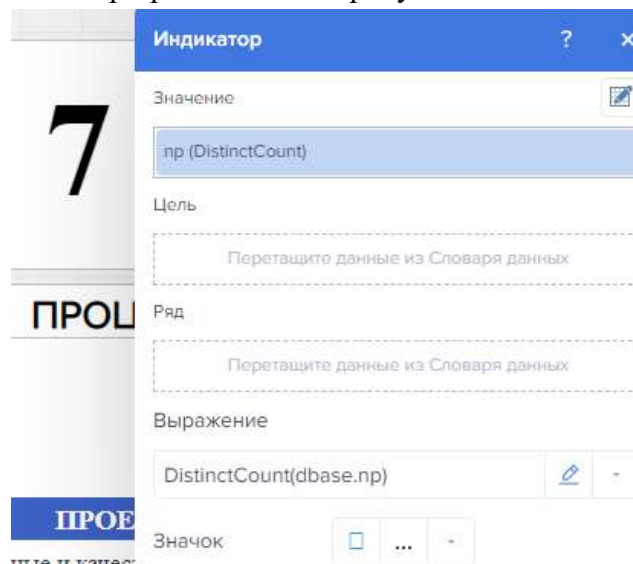 Индикатор ? ×
Значение
7
np (DistinctCount)
Цель
Перетащите данные из Словаря данных
ПРОЦ
Ряд
Перетащите данные из Словаря данных
Выражение
DistinctCount(dbase.np)
ПРОЕ
Значок ...